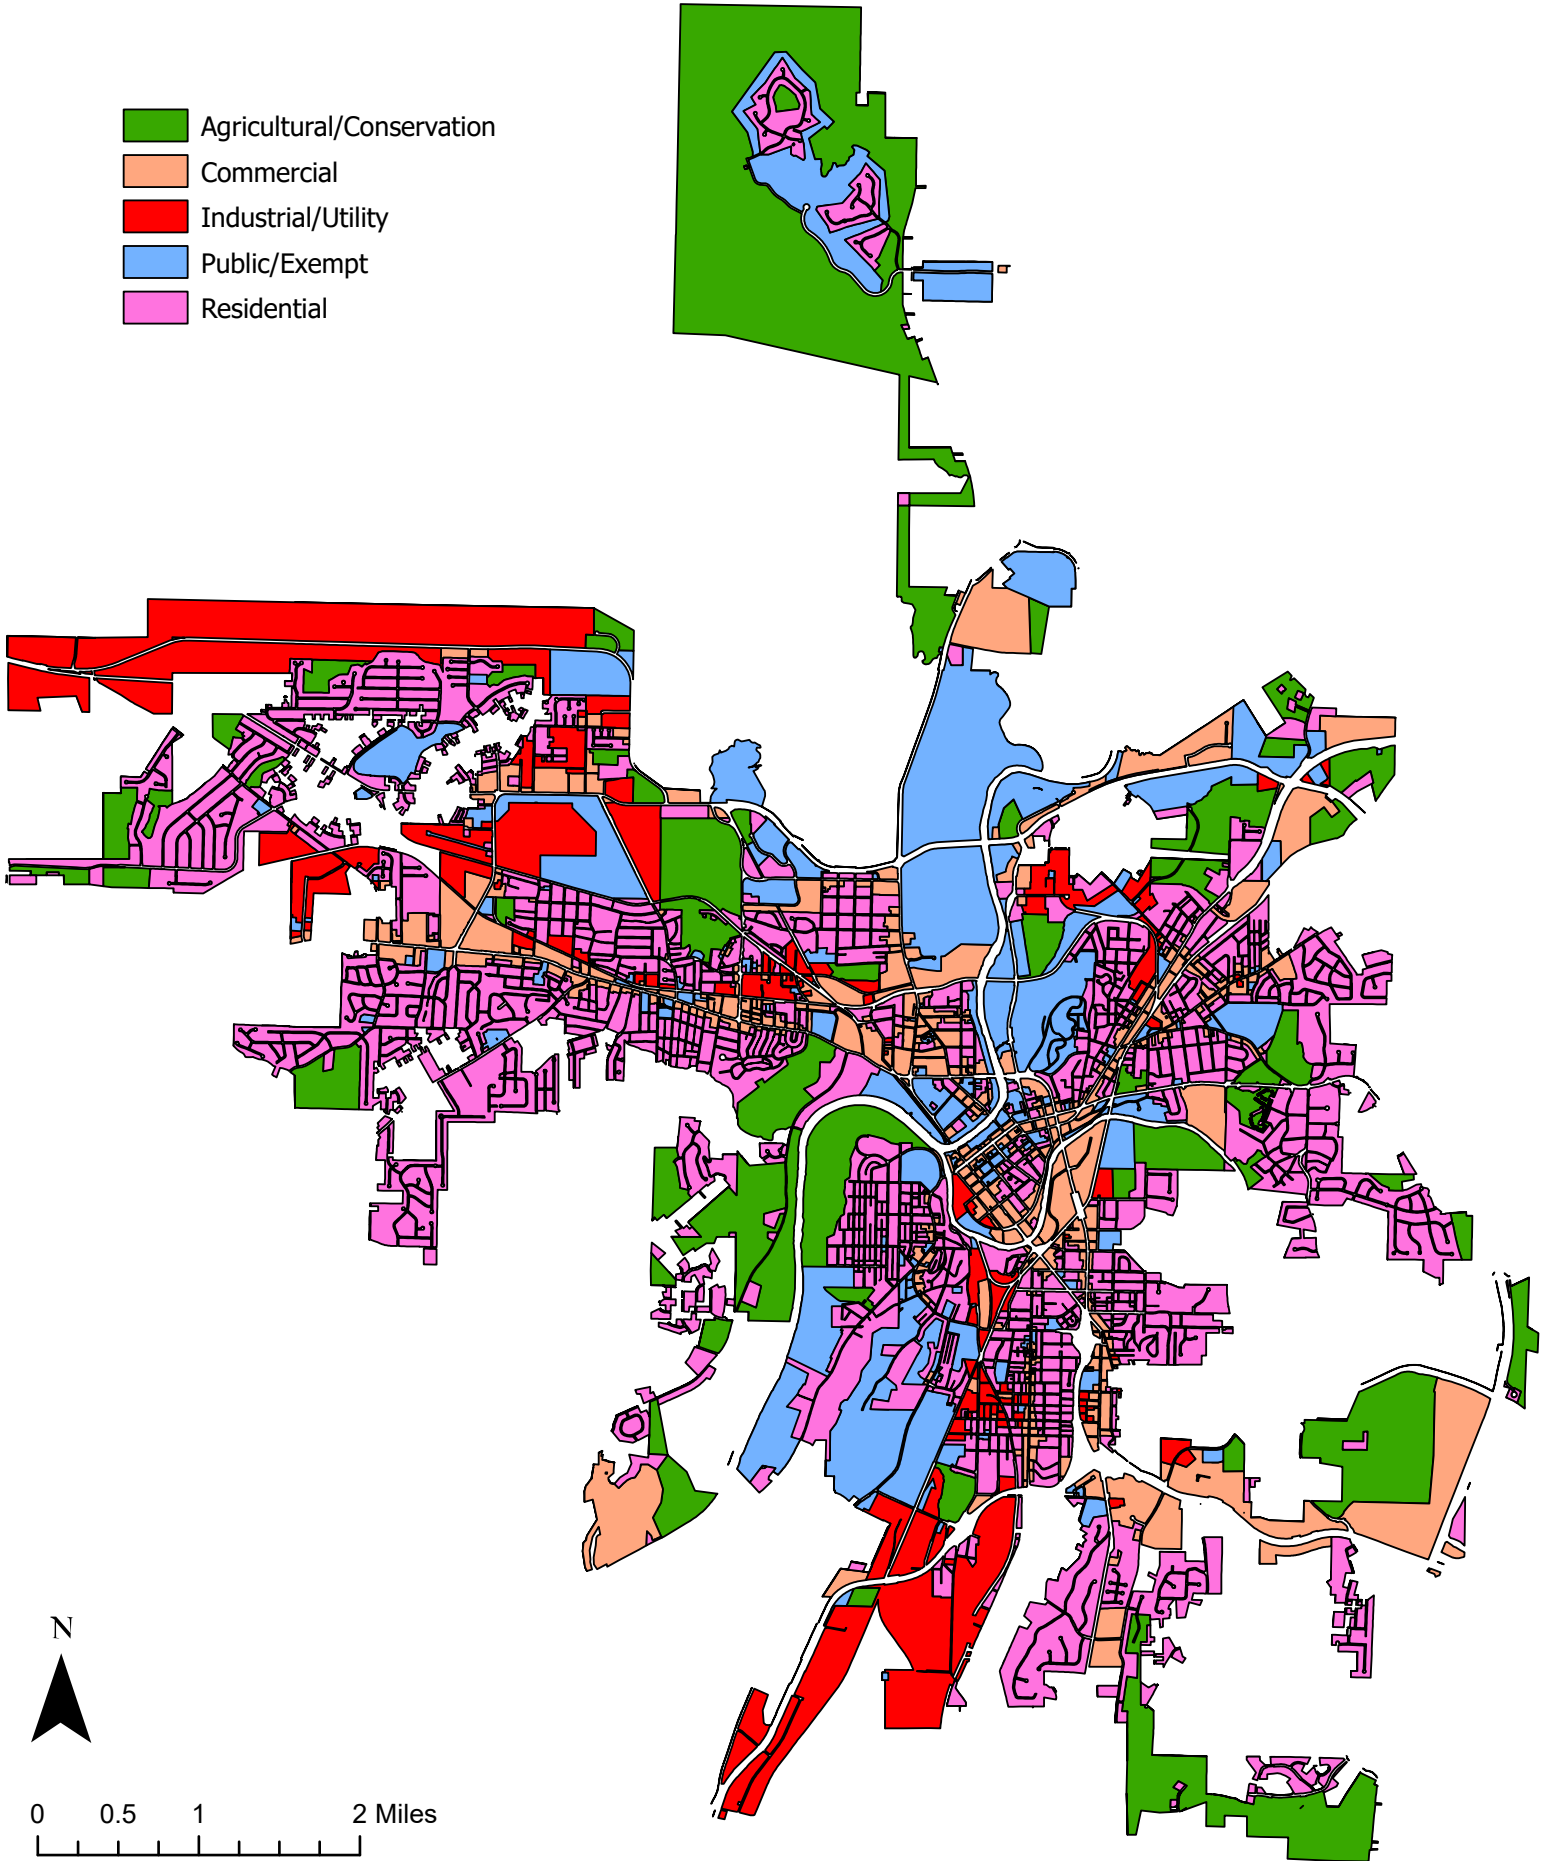 Agricultural/Conservation
Commercial
Industrial/Utility
Public/Exempt
Residential
N
0 0.5 1 2 Miles